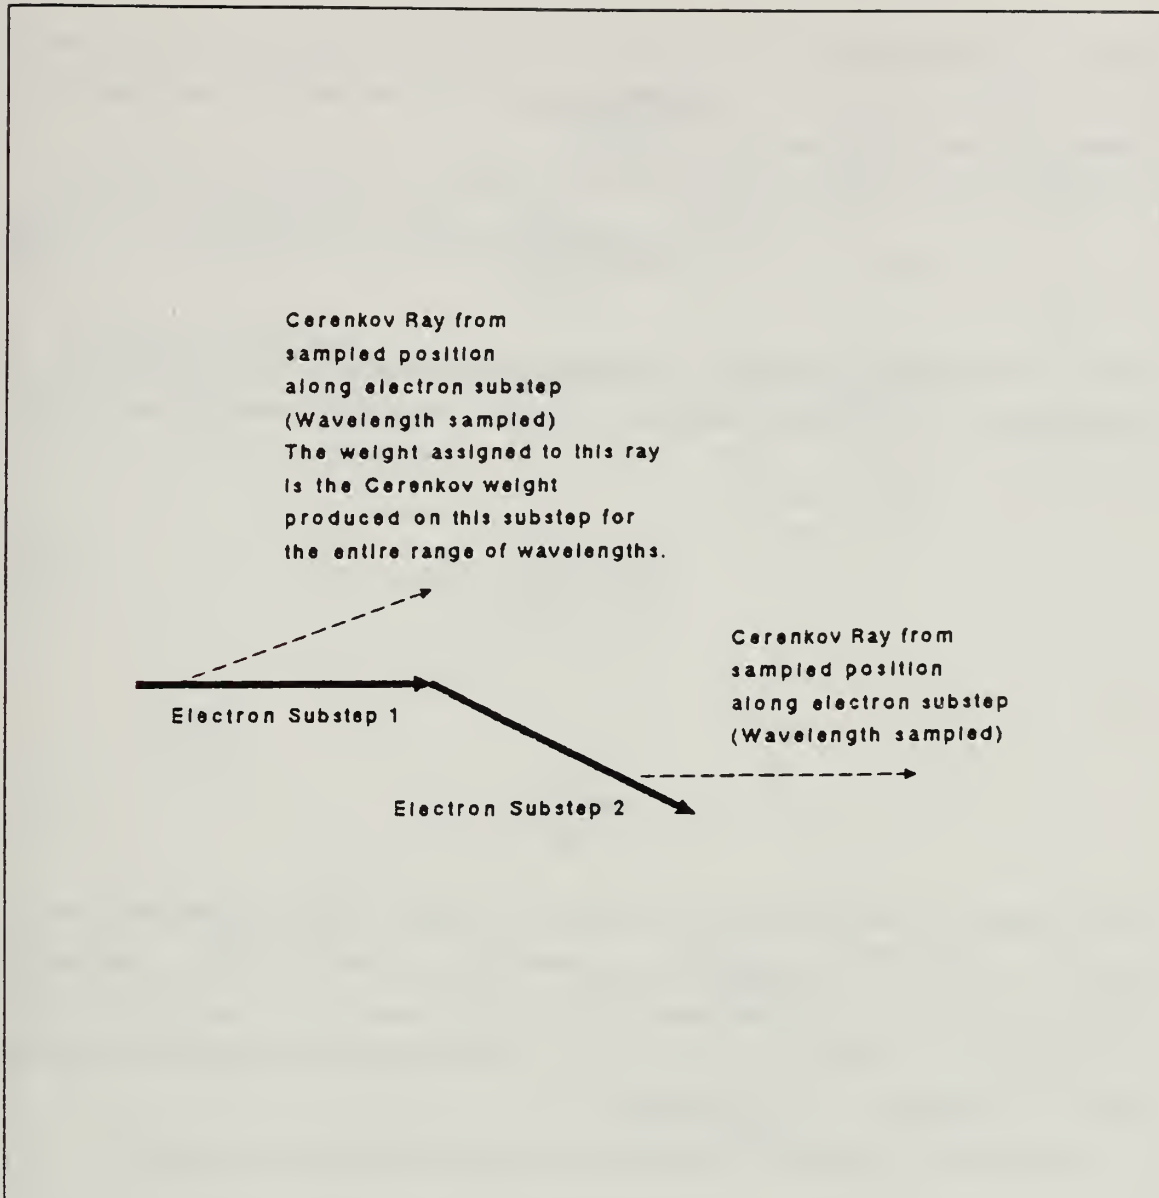 Cerenkov Ray from
sampled position
along electron substep
(Wavelength sampled)
The weight assigned to this ray
is the Cerenkov weight
produced on this substep for
the entire range of wavelengths.
Cerenkov Ray from
sampled position
along electron substep
(Wavelength sampled)
Electron Substep 1
Electron Substep 2